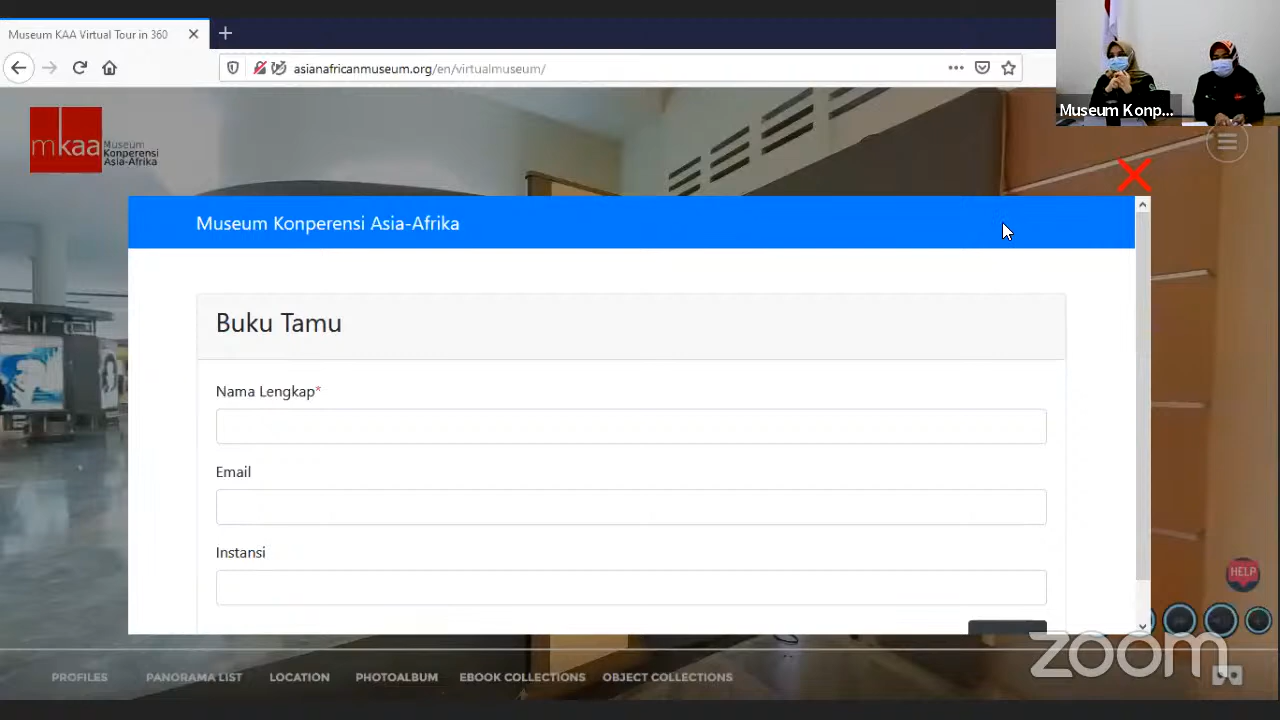 Museum KAA Virtual Tour in 360
asianafricanmuseum.org/en/virtualmuseum/
Museum Konp...
mkaa Museum
Konperensi
Asia-Afrika
Museum Konperensi Asia-Afrika
Buku Tamu
Nama Lengkap*
Email
Instansi
HELP
zoom
PROFILES PANORAMA LIST LOCATION PHOTOALBUM EBOOK COLLECTIONS OBJECT COLLECTIONS